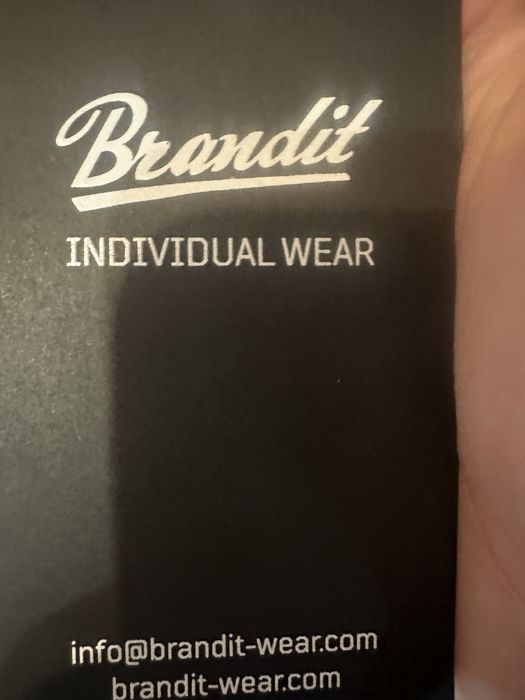 Brandit
INDIVIDUAL WEAR
info@brandit-wear.com
brandit-wear.com